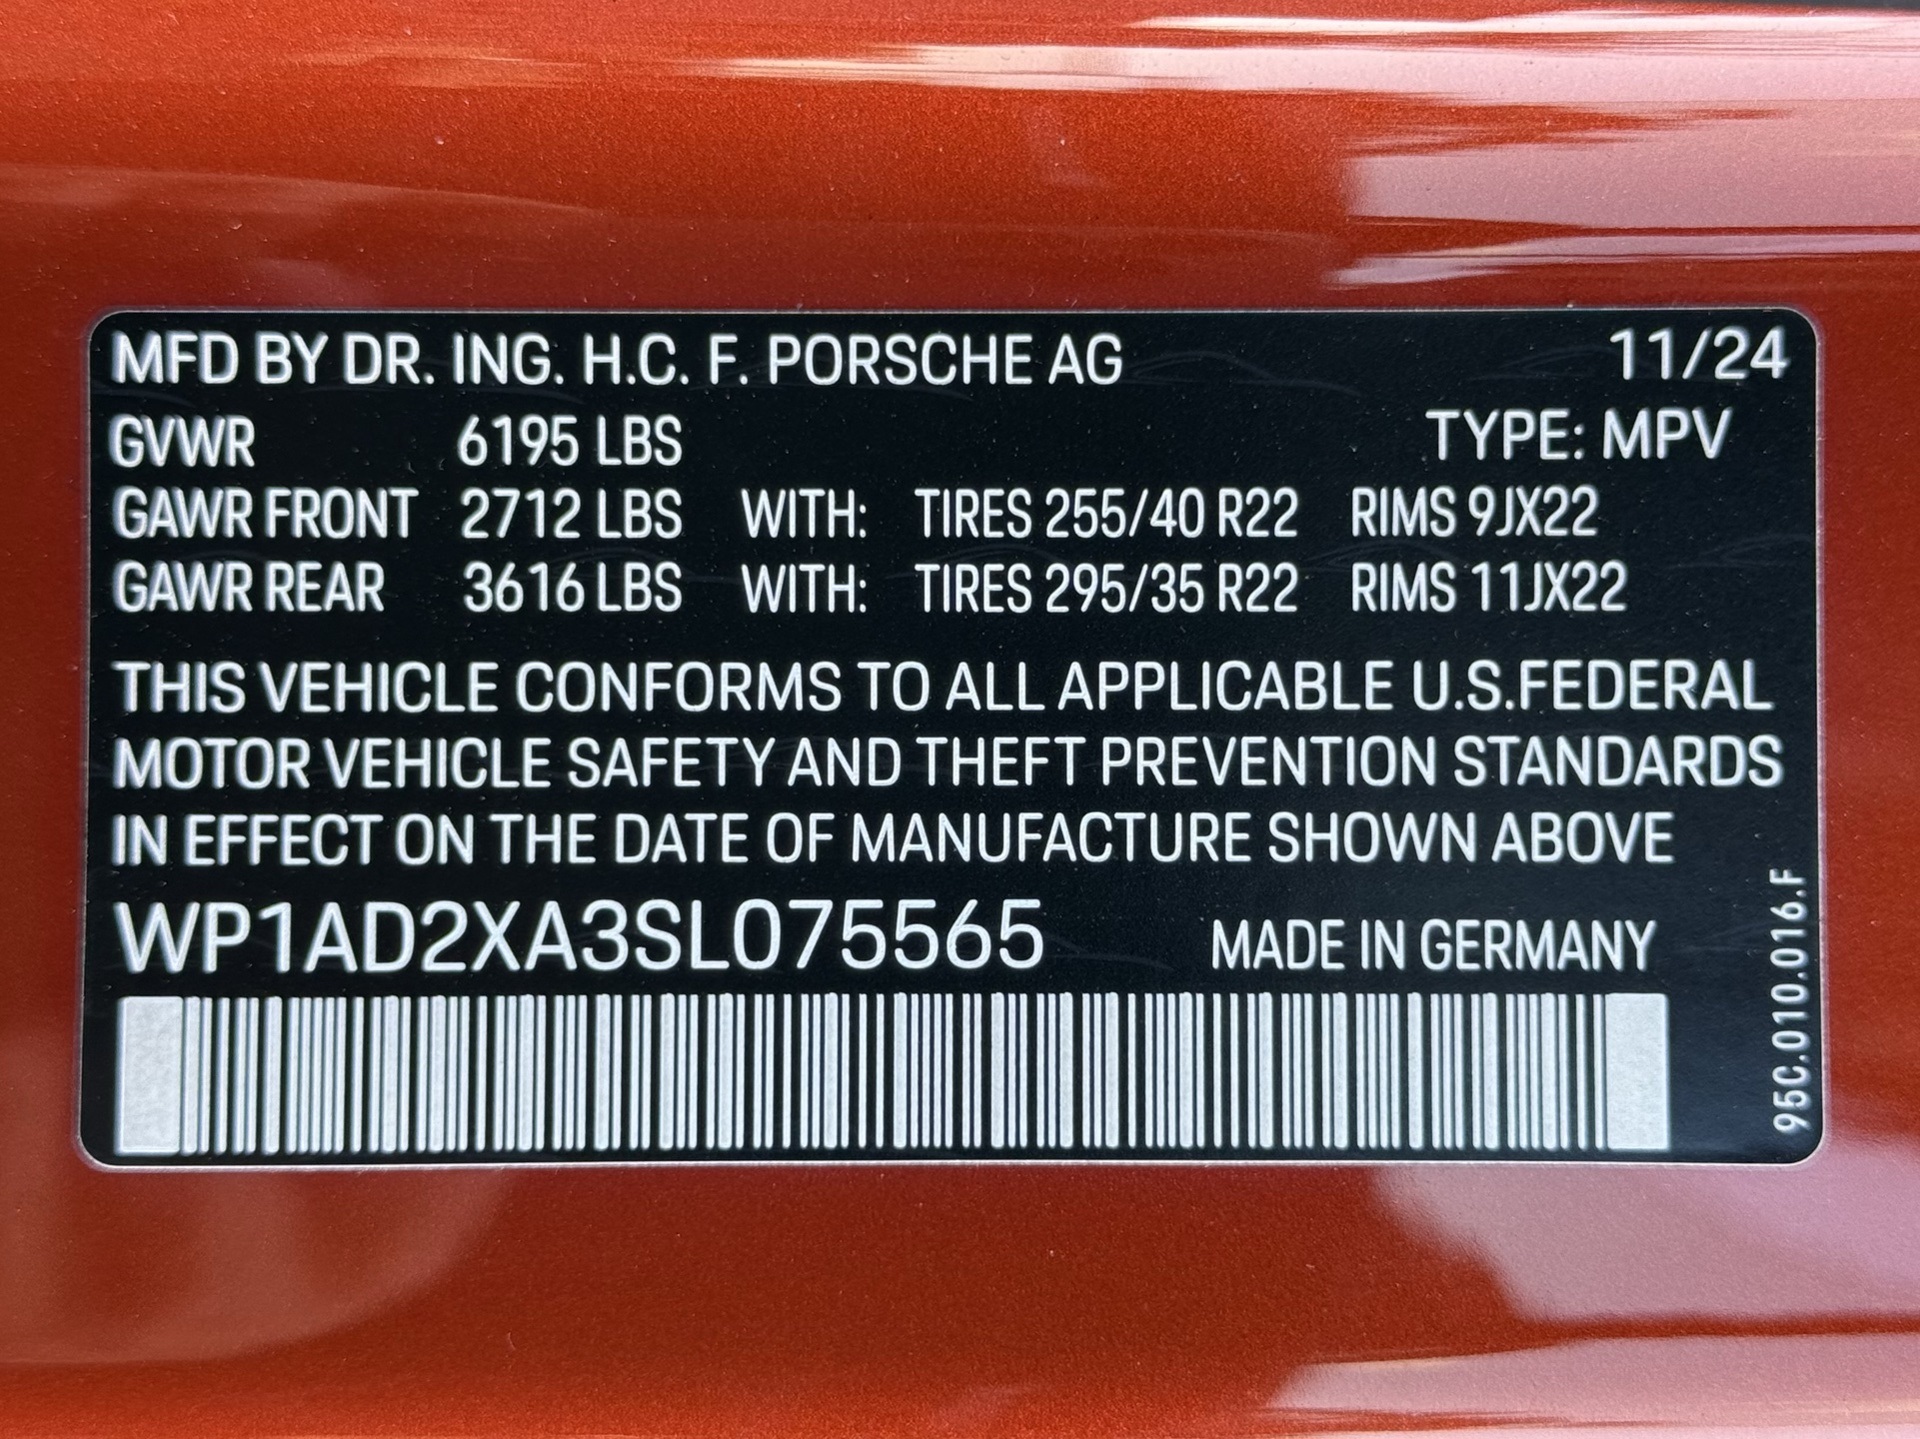 MFD BY DR. ING. H.C. F. PORSCHE AG 11/24
GVWR 6195 LBS TYPE: MPV
GAWR FRONT 2712 LBS WITH: TIRES 255/40 R22 RIMS 9JX22
GAWR REAR 3616 LBS WITH: TIRES 295/35 R22 RIMS 11JX22
THIS VEHICLE CONFORMS TO ALL APPLICABLE U.S.FEDERAL
MOTOR VEHICLE SAFETY AND THEFT PREVENTION STANDARDS
IN EFFECT ON THE DATE OF MANUFACTURE SHOWN ABOVE
WP1AD2XA3SL075565 MADE IN GERMANY
95C.010.016.F